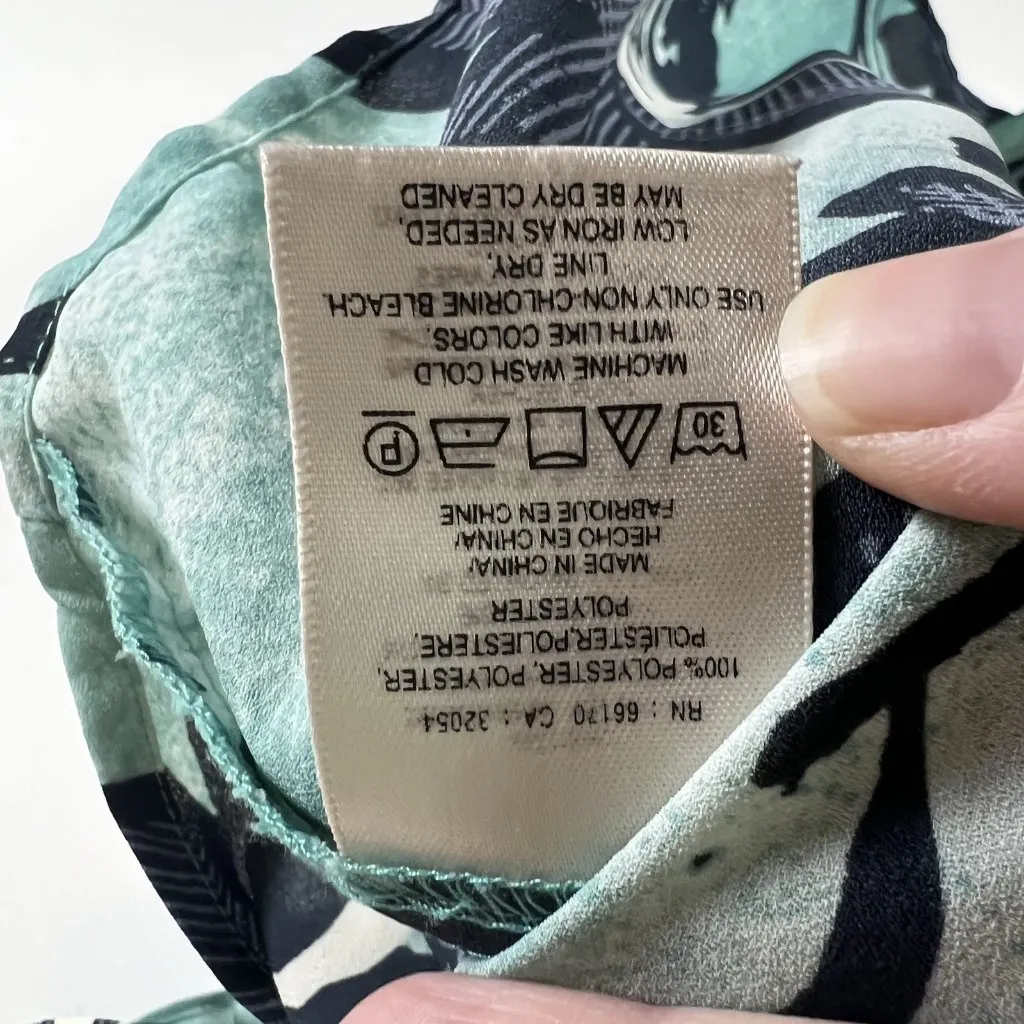 RN : 66170 CA : 32054
100% POLYESTER, POLYESTER,
POLIÉSTER,POLIESTERE,
POLYESTER
MADE IN CHINA/
HECHO EN CHINA/
FABRIQUE EN CHINE
30
P
MACHINE WASH COLD
WITH LIKE COLORS.
USE ONLY NON-CHLORINE BLEACH.
LINE DRY.
LOW IRON AS NEEDED,
MAY BE DRY CLEANED